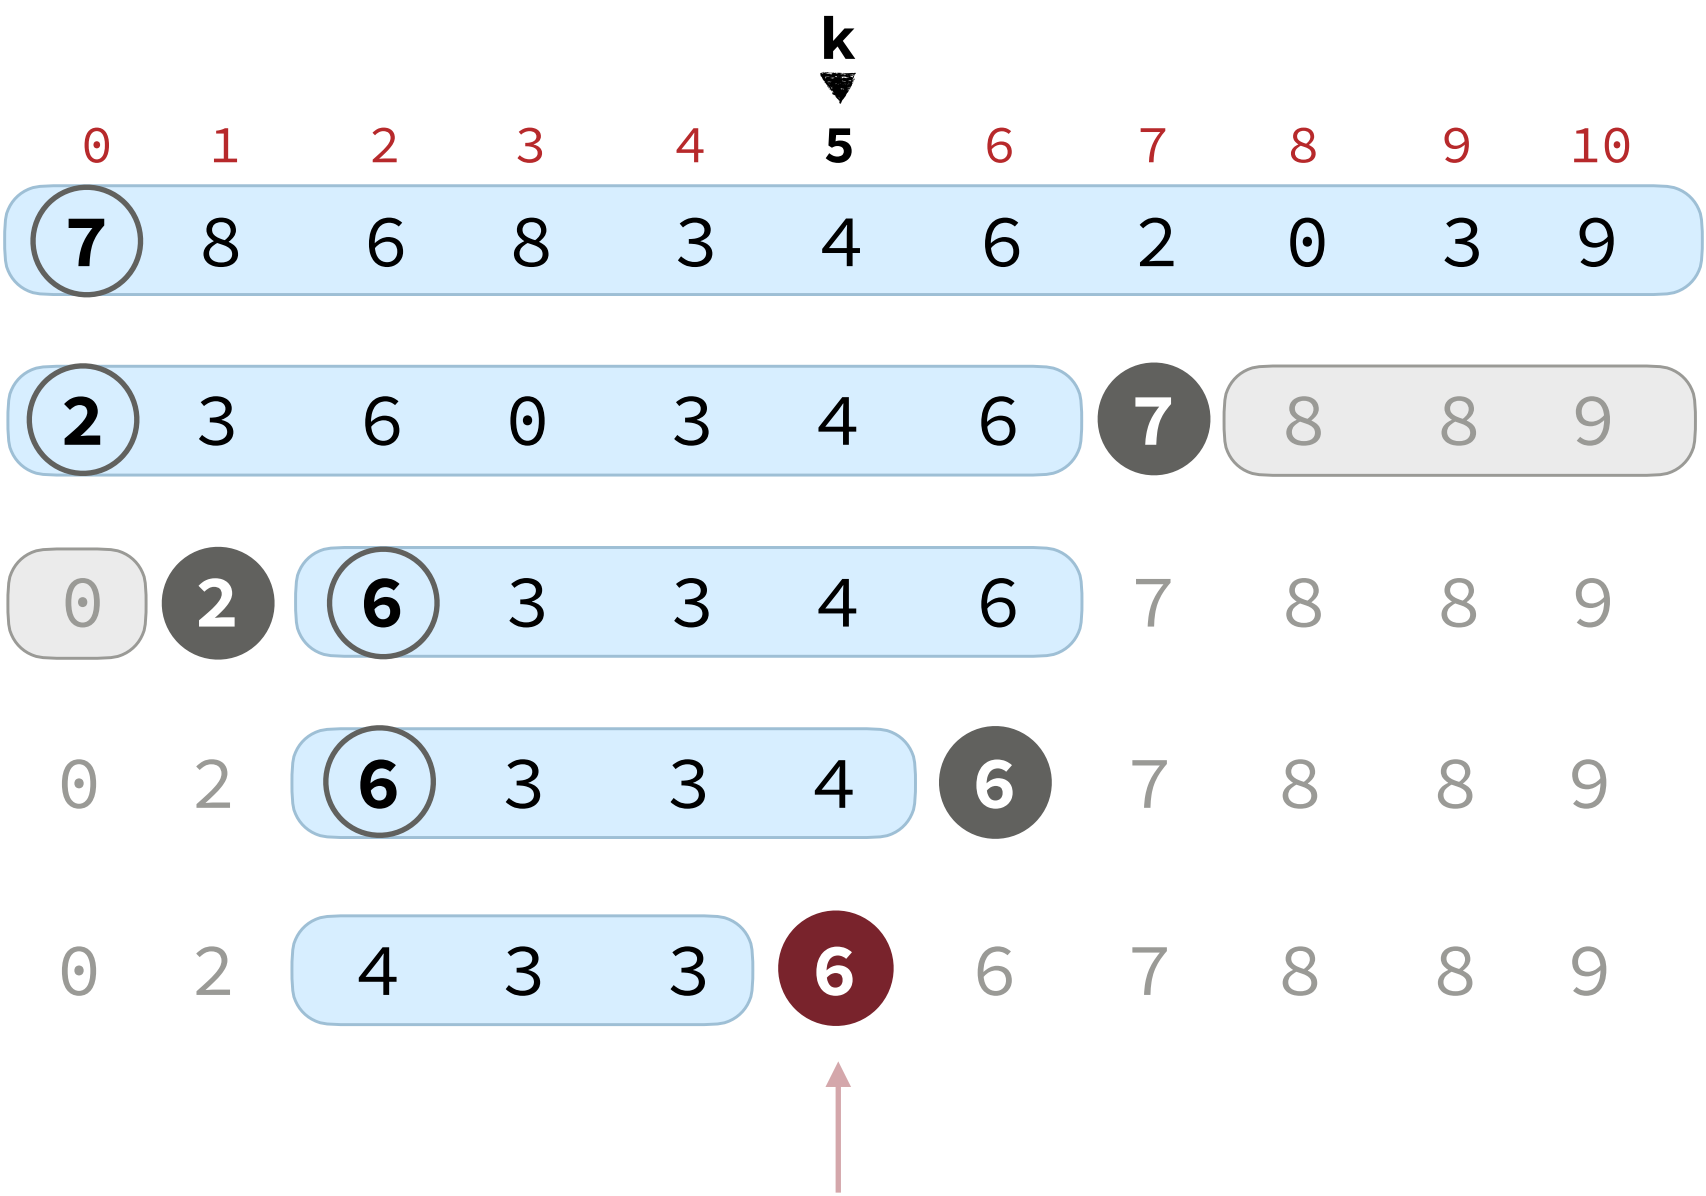 k
0 1 2 3 4 5 6 7 8 9 10
7 8 6 8 3 4 6 2 0 3 9
2 3 6 0 3 4 6 7 8 8 9
0 2 6 3 3 4 6 7 8 8 9
0 2 6 3 3 4 6 7 8 8 9
0 2 4 3 3 6 6 7 8 8 9